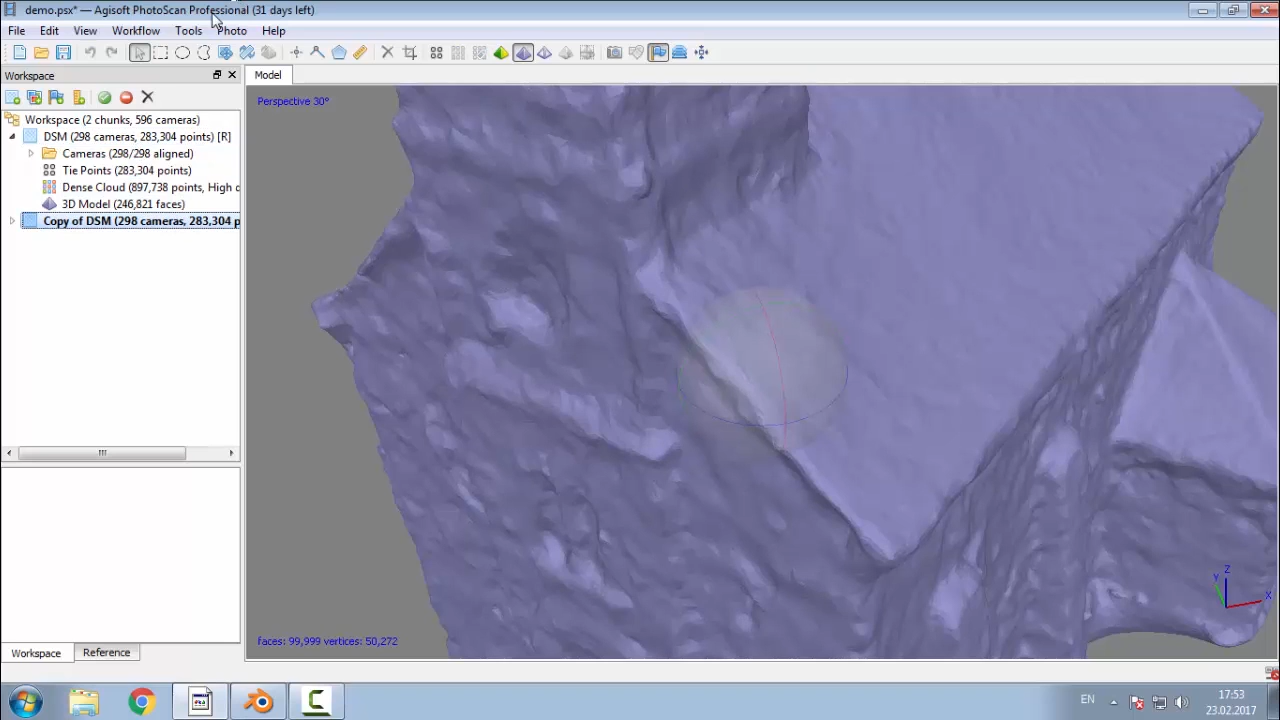 demo.psx* — Agisoft PhotoScan Professional (31 days left)
File Edit View Workflow Tools Photo Help
Workspace
Model
Perspective 30°
Workspace (2 chunks, 596 cameras)
DSM (298 cameras, 283,304 points) [R]
Cameras (298/298 aligned)
Tie Points (283,304 points)
Dense Cloud (897,738 points, High
3D Model (246,821 faces)
Copy of DSM (298 cameras, 283,304 p
Z
Y
X
faces: 99,999 vertices: 50,272
Workspace Reference
EN
17:53
23.02.2017